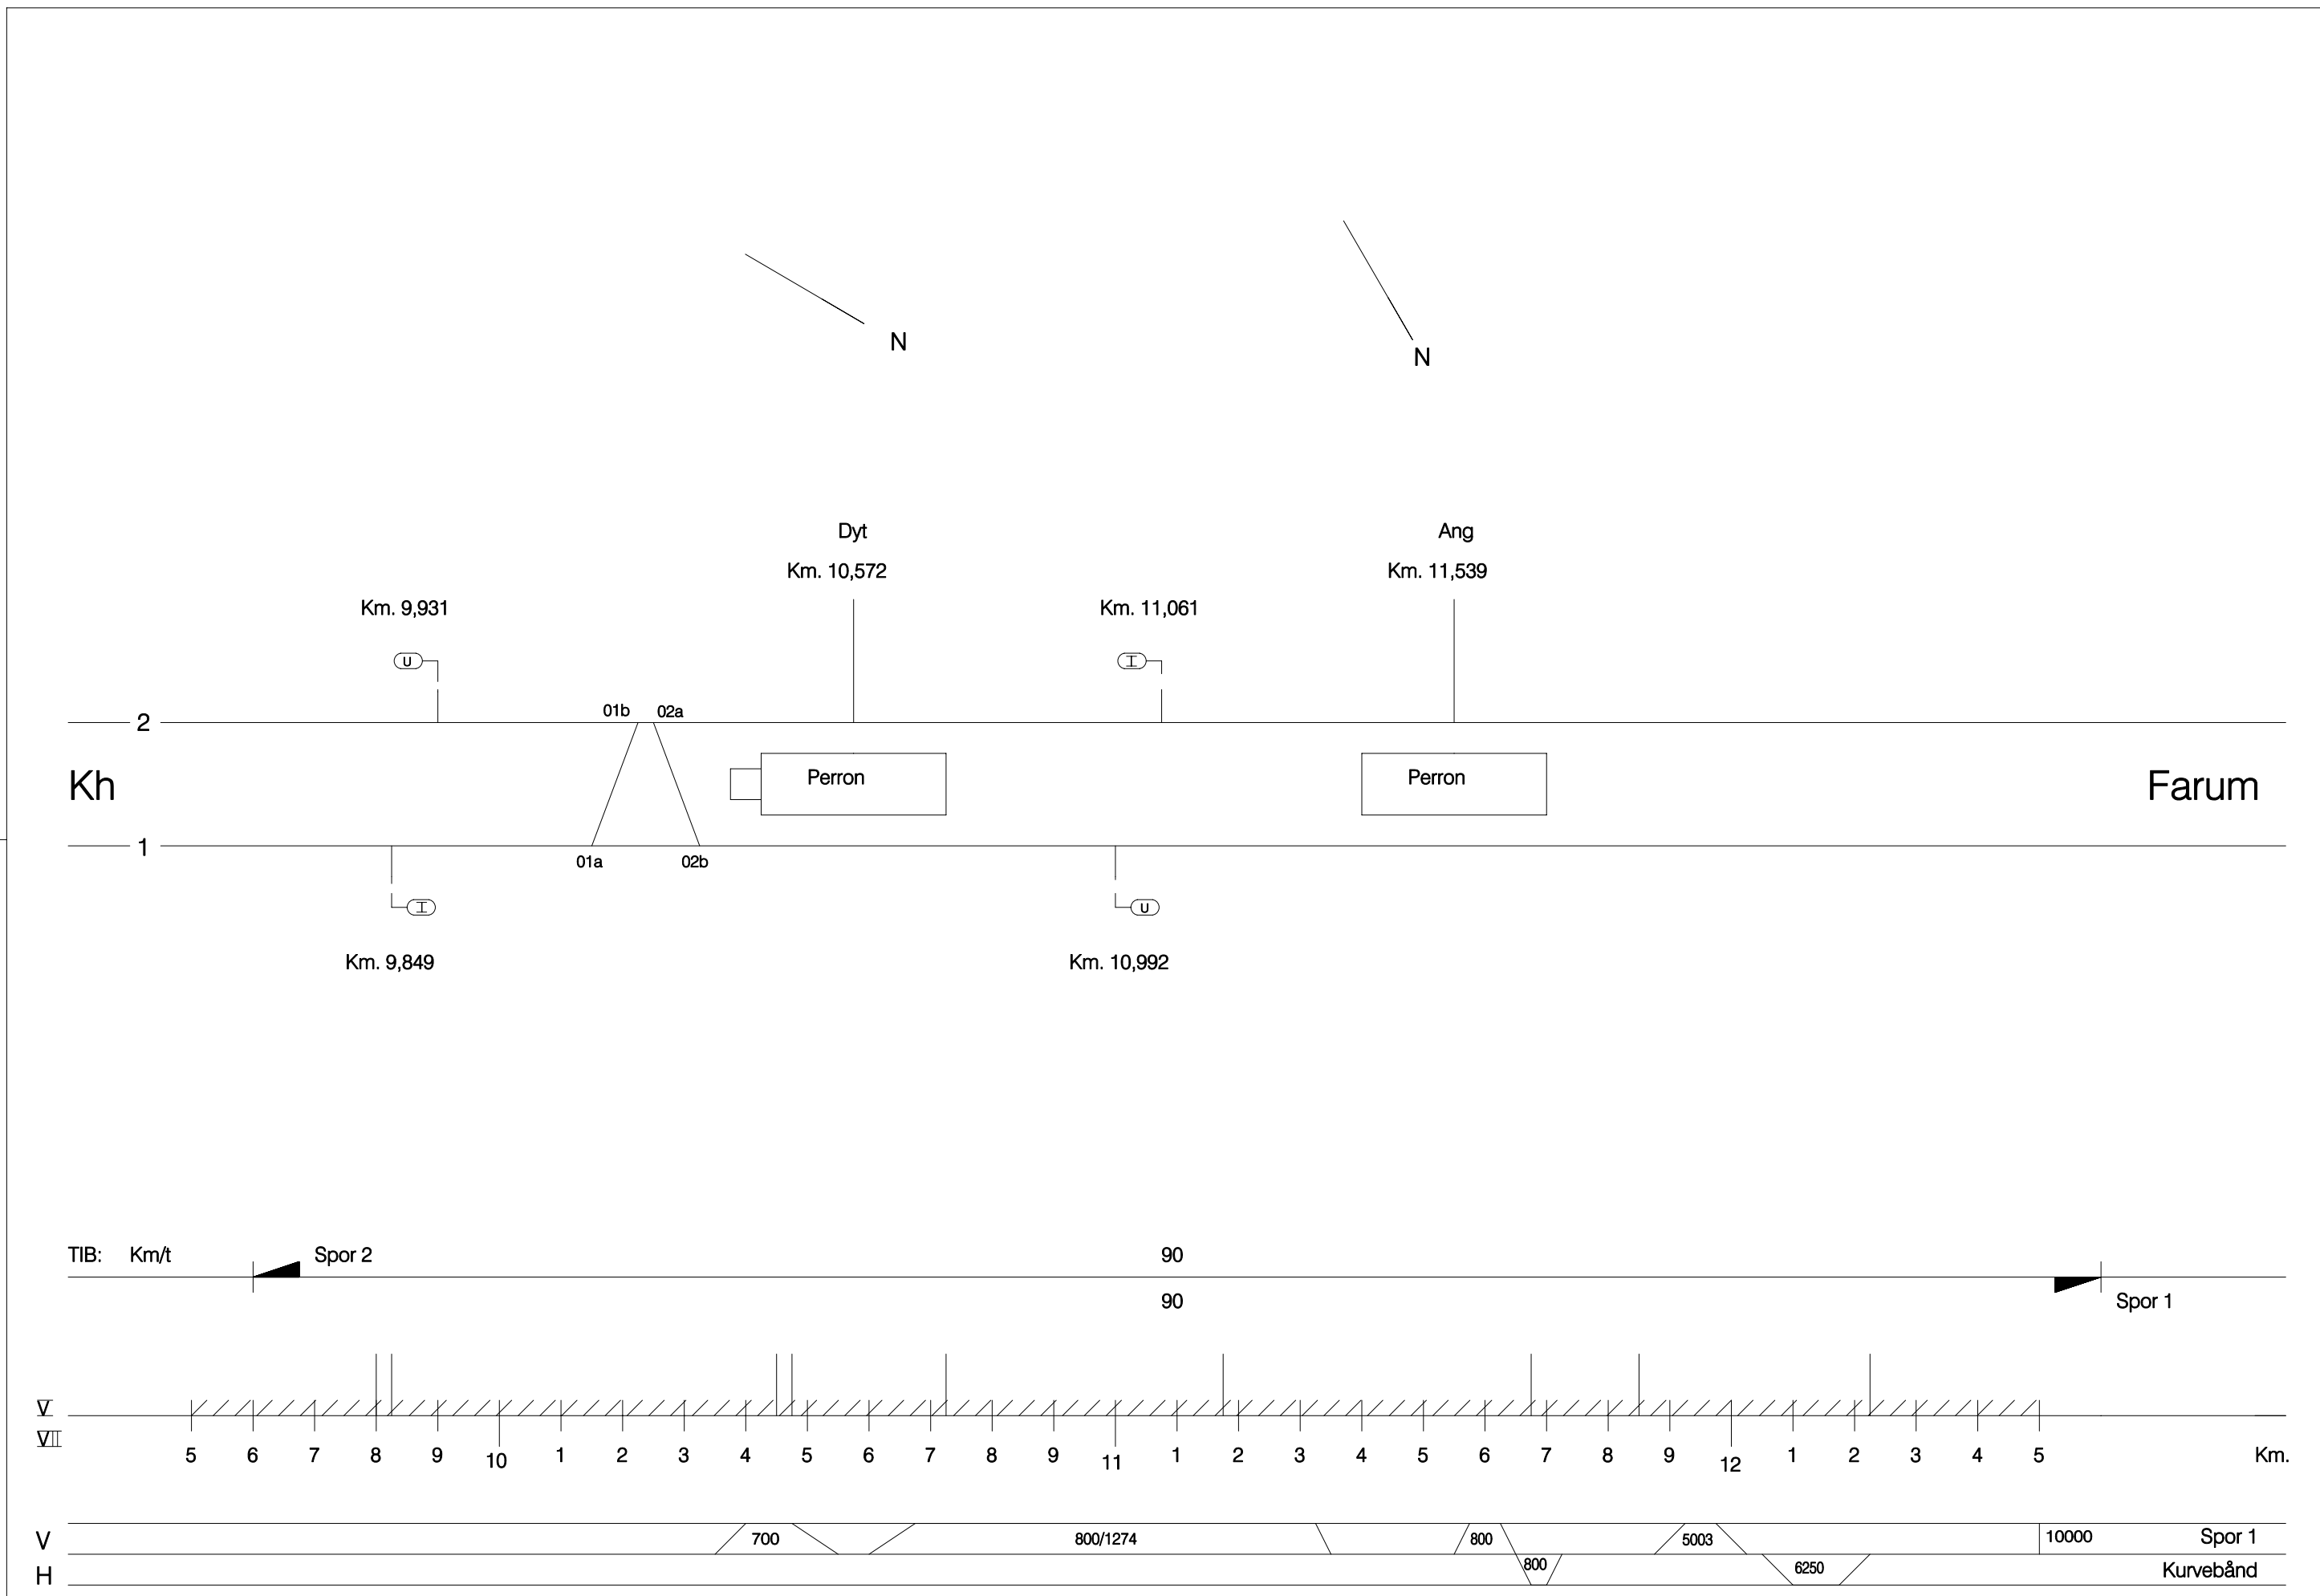 N
N
Dyt Ang
Km. 10,572 Km. 11,539
Km. 9,931 Km. 11,061
U I
01b 02a
2
Kh Perron Perron Farum
1
01a 02b
I U
Km. 9,849 Km. 10,992
TIB: Km/t Spor 2 90
90 Spor 1
V
VII
5 6 7 8 9 10 1 2 3 4 5 6 7 8 9 11 1 2 3 4 5 6 7 8 9 12 1 2 3 4 5 Km.
V 700 800/1274 800 5003 10000 Spor 1
H 800 6250 Kurvebånd